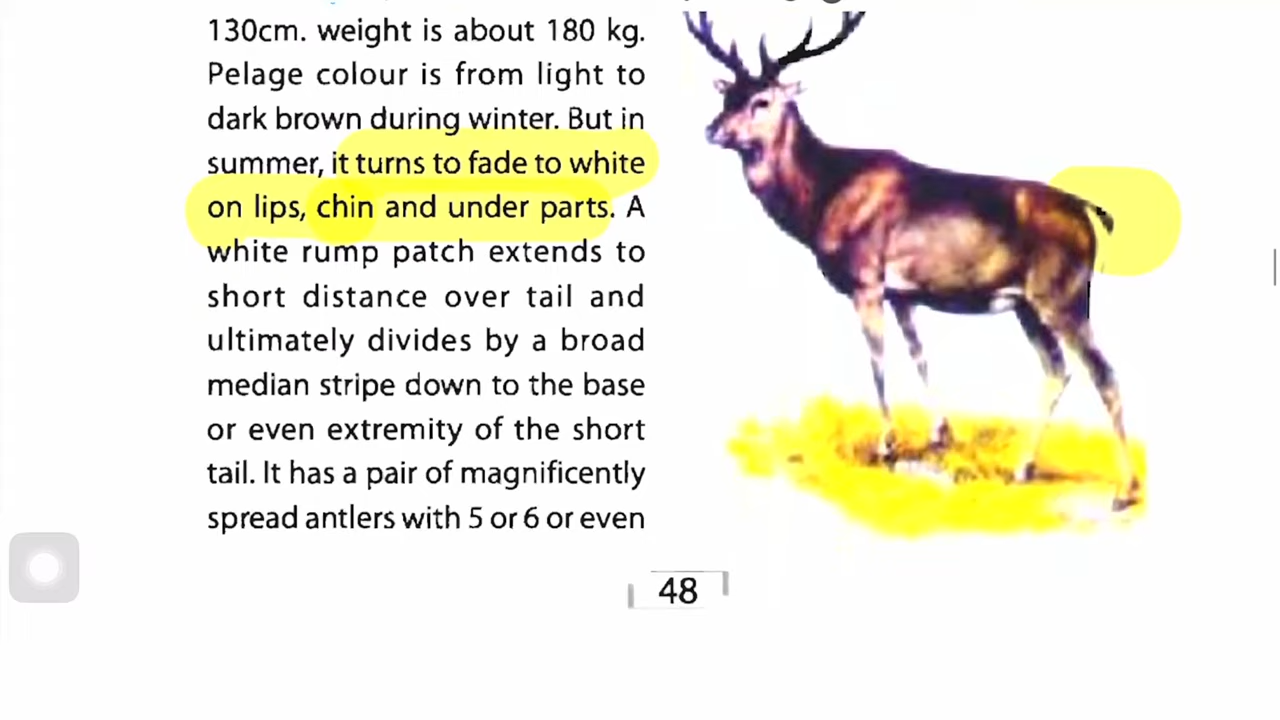 130cm. weight is about 180 kg.
Pelage colour is from light to
dark brown during winter. But in
summer, it turns to fade to white
on lips, chin and under parts. A
white rump patch extends to
short distance over tail and
ultimately divides by a broad
median stripe down to the base
or even extremity of the short
tail. It has a pair of magnificently
spread antlers with 5 or 6 or even
48